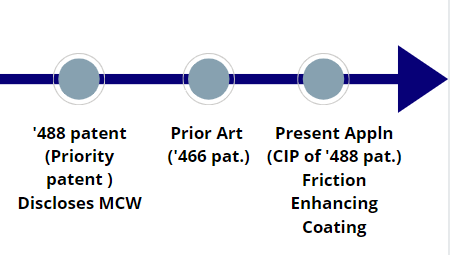 '488 patent
(Priority
patent )
Discloses MCW
Prior Art
('466 pat.)
Present Appln
(CIP of '488 pat.)
Friction
Enhancing
Coating